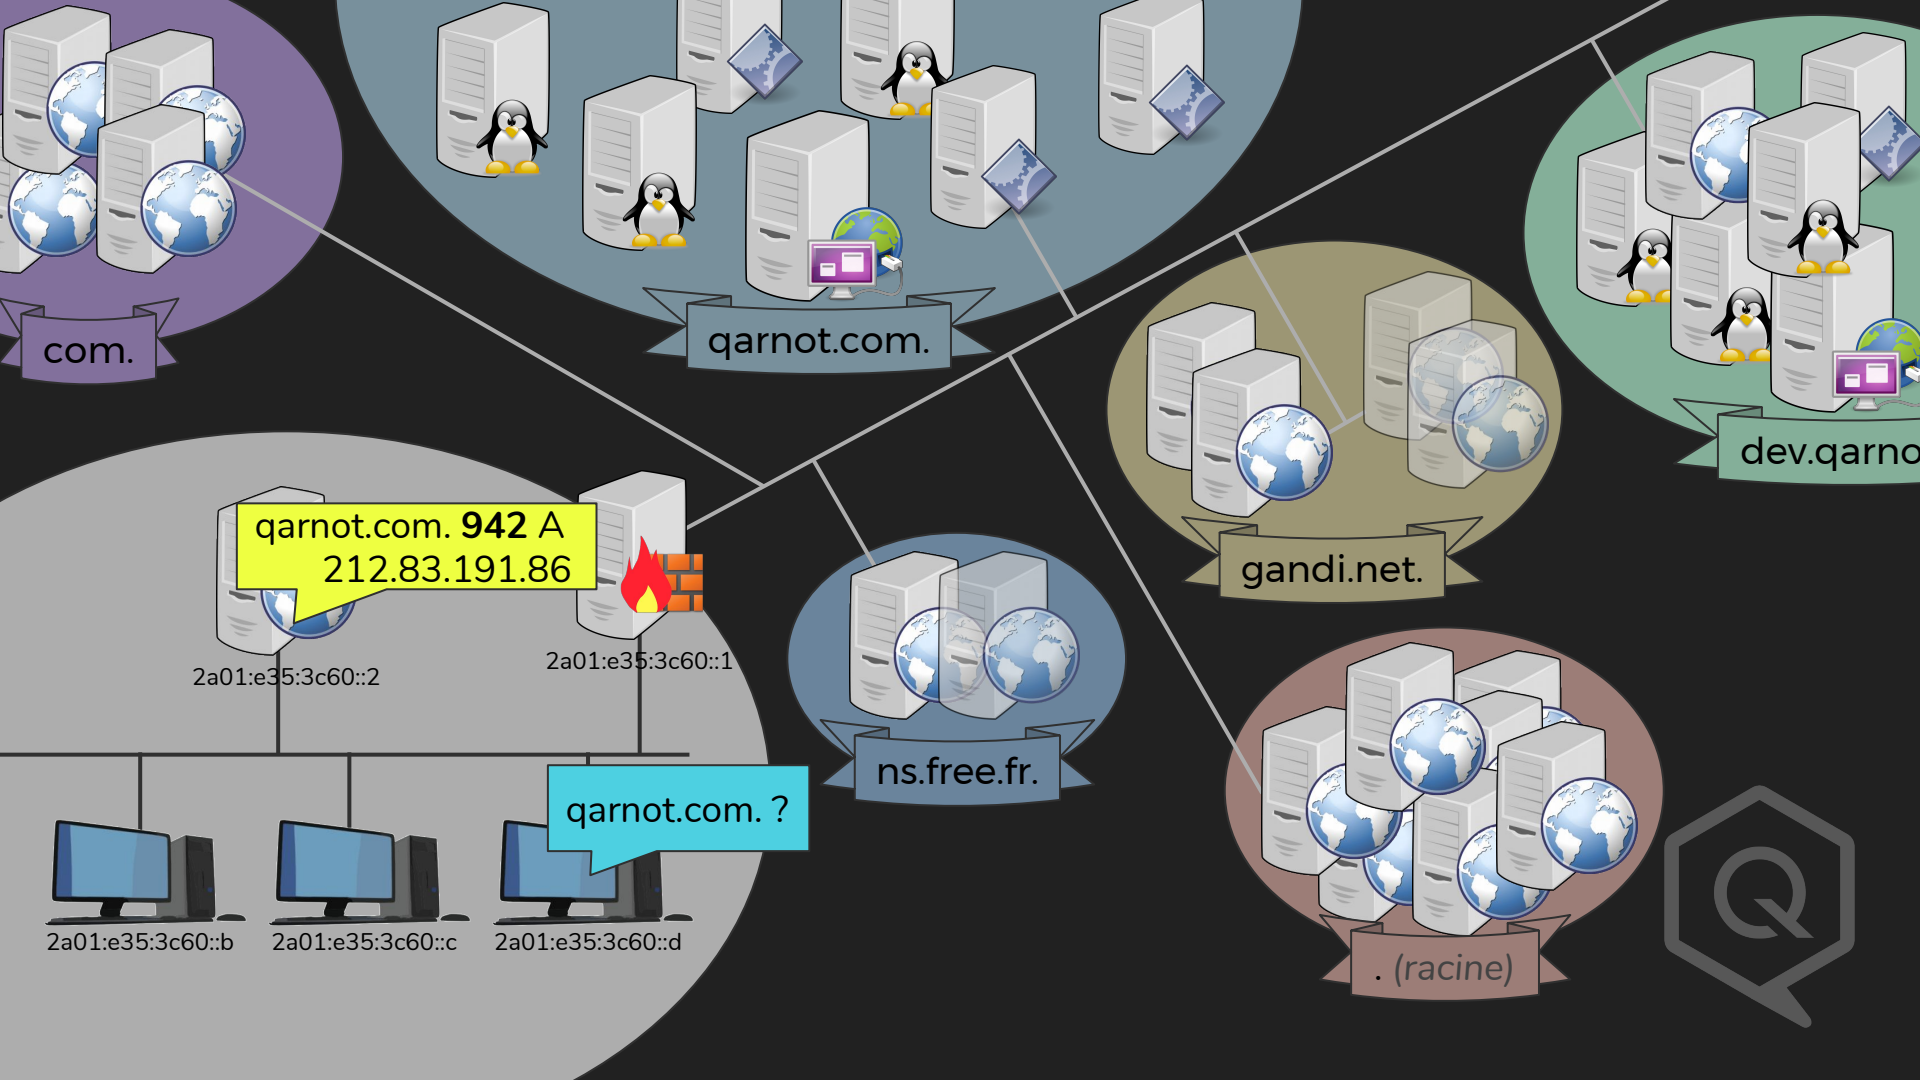 com.
qarnot.com.
dev.qarno
gandi.net.
qarnot.com. 942 A
212.83.191.86
2a01:e35:3c60::2
2a01:e35:3c60::1
ns.free.fr.
qarnot.com. ?
2a01:e35:3c60::b
2a01:e35:3c60::c
2a01:e35:3c60::d
. (racine)